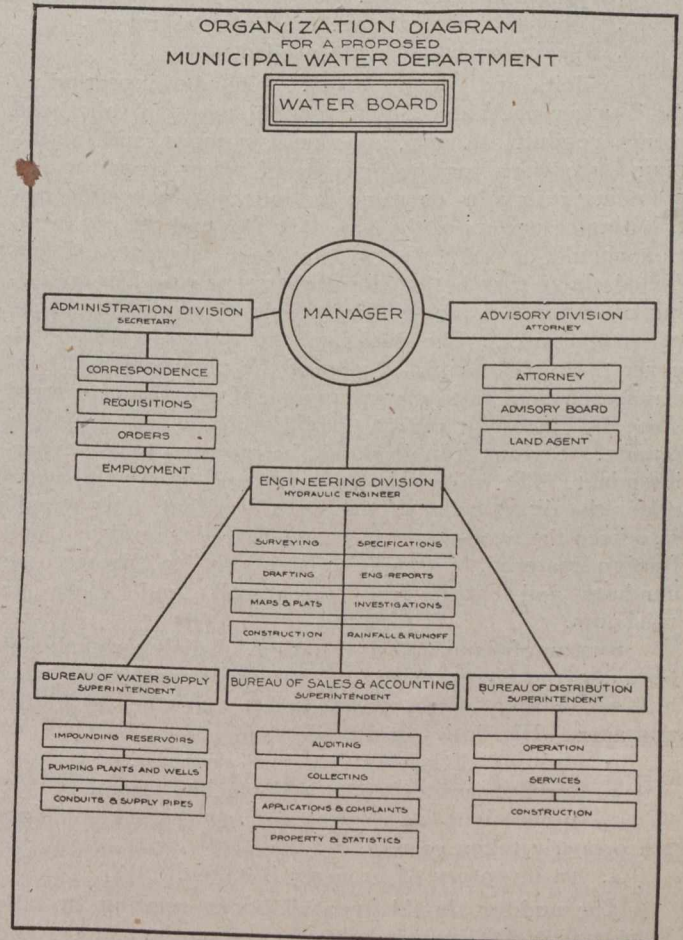 ORGANIZATION DIAGRAM
FOR A PROPOSED
MUNICIPAL WATER DEPARTMENT
WATER BOARD
MANAGER
ADMINISTRATION DIVISION
SECRETARY
CORRESPONDENCE
REQUISITIONS
ORDERS
EMPLOYMENT
ADVISORY DIVISION
ATTORNEY
ATTORNEY
ADVISORY BOARD
LAND AGENT
ENGINEERING DIVISION
HYDRAULIC ENGINEER
SURVEYING SPECIFICATIONS
DRAFTING ENG REPORTS
MAPS & PLATS INVESTIGATIONS
CONSTRUCTION RAINFALL & RUNOFF
BUREAU OF WATER SUPPLY
SUPERINTENDENT
IMPOUNDING RESERVOIRS
PUMPING PLANTS AND WELLS
CONDUITS & SUPPLY PIPES
BUREAU OF SALES & ACCOUNTING
SUPERINTENDENT
AUDITING
COLLECTING
APPLICATIONS & COMPLAINTS
PROPERTY & STATISTICS
BUREAU OF DISTRIBUTION
SUPERINTENDENT
OPERATION
SERVICES
CONSTRUCTION